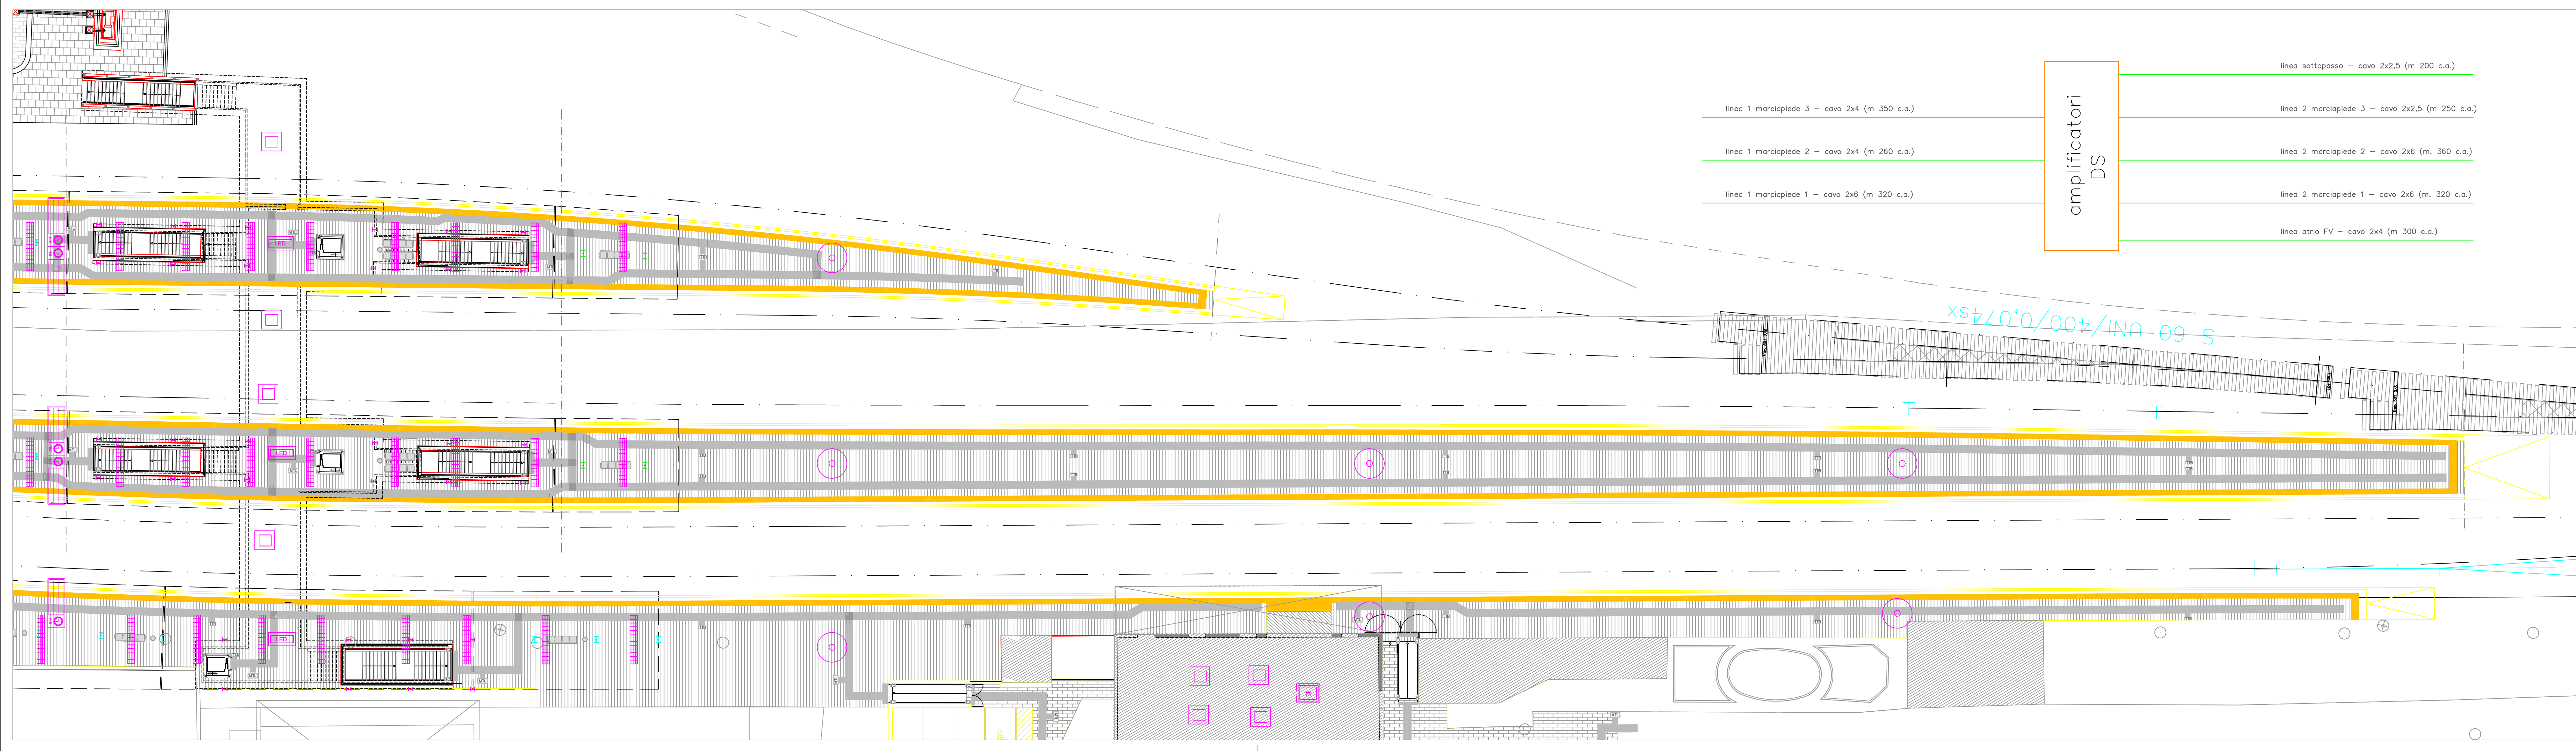 linea sottopasso – cavo 2x2,5 (m 200 c.a.)
linea 1 marciapiede 3 – cavo 2x4 (m 350 c.a.)
linea 2 marciapiede 3 – cavo 2x2,5 (m 250 c.a.)
linea 1 marciapiede 2 – cavo 2x4 (m 260 c.a.)
linea 2 marciapiede 2 – cavo 2x6 (m. 360 c.a.)
linea 1 marciapiede 1 – cavo 2x6 (m 320 c.a.)
linea 2 marciapiede 1 – cavo 2x6 (m. 320 c.a.)
linea atrio FV – cavo 2x4 (m 300 c.a.)
amplificatori
DS
S 60 UNI/400/0,074sx
LED
LED
LED